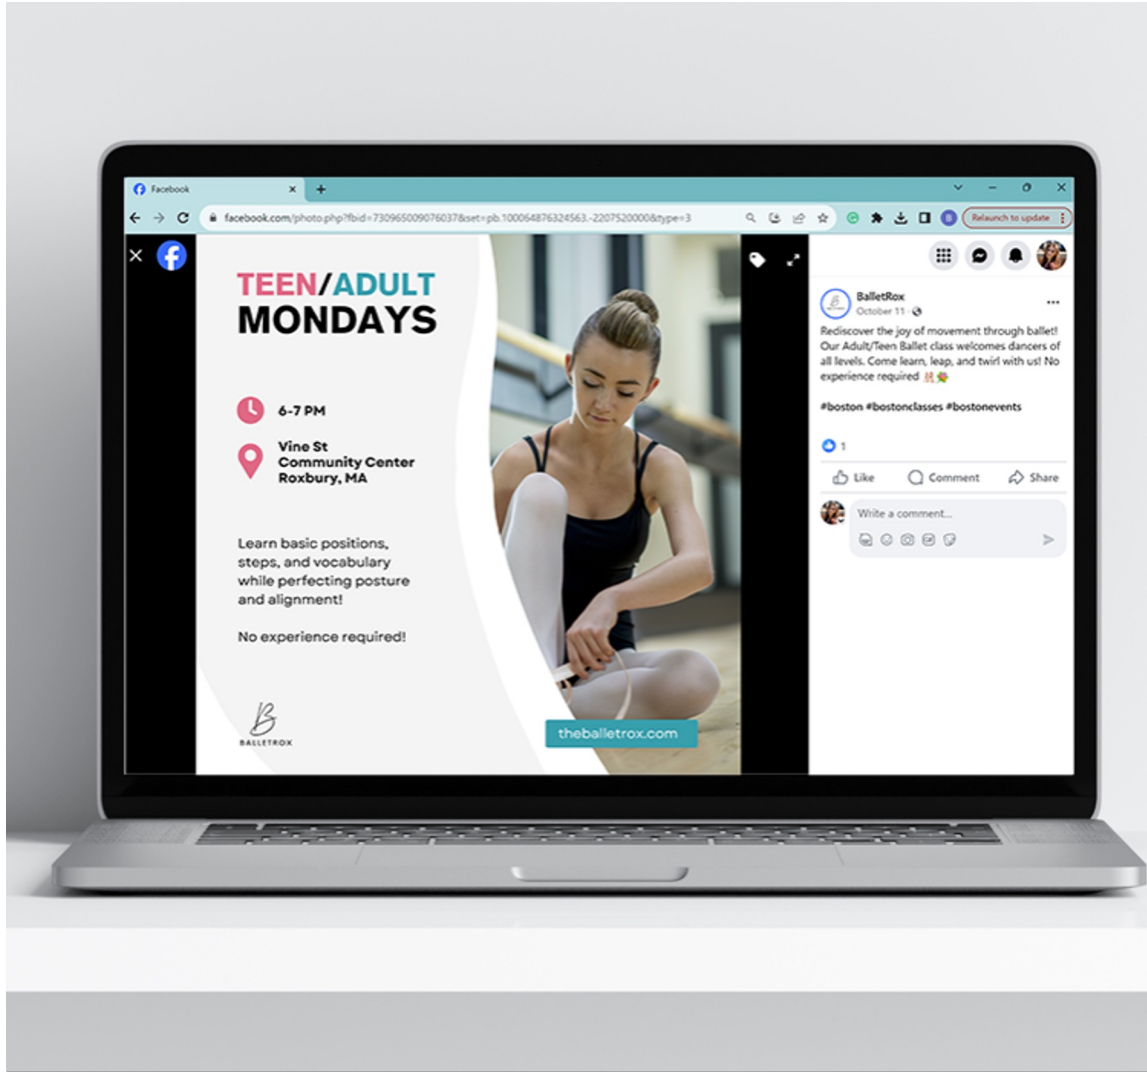 Facebook
facebook.com/photo.php?fbid=730965009076037&set=pb.100064876324563.-2207520000&type=3
B
Relaunch to update
TEEN/ADULT
MONDAYS
6-7 PM
Vine St
Community Center
Roxbury, MA
Learn basic positions,
steps, and vocabulary
while perfecting posture
and alignment!
No experience required!
B
BALLETROX
theballetrox.com
BalletRox
October 11 ·
Rediscover the joy of movement through ballet!
Our Adult/Teen Ballet class welcomes dancers of
all levels. Come learn, leap, and twirl with us! No
experience required
#boston #bostonclasses #bostonevents
1
Like
Comment
Share
Write a comment...
GIF